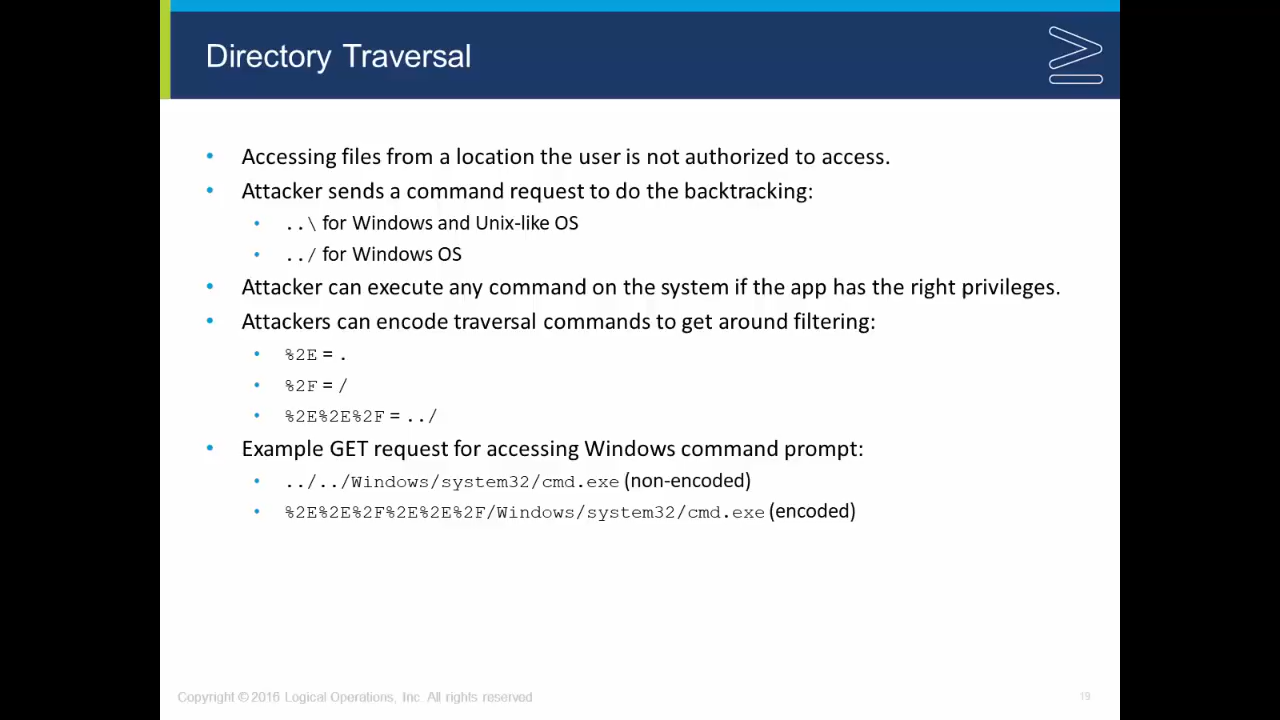 Directory Traversal
Accessing files from a location the user is not authorized to access.
Attacker sends a command request to do the backtracking:
..\ for Windows and Unix-like OS
../ for Windows OS
Attacker can execute any command on the system if the app has the right privileges.
Attackers can encode traversal commands to get around filtering:
%2E = .
%2F = /
%2E%2E%2F = ../
Example GET request for accessing Windows command prompt:
../../Windows/system32/cmd.exe (non-encoded)
%2E%2E%2F%2E%2E%2F/Windows/system32/cmd.exe (encoded)
Copyright © 2016 Logical Operations, Inc. All rights reserved
19